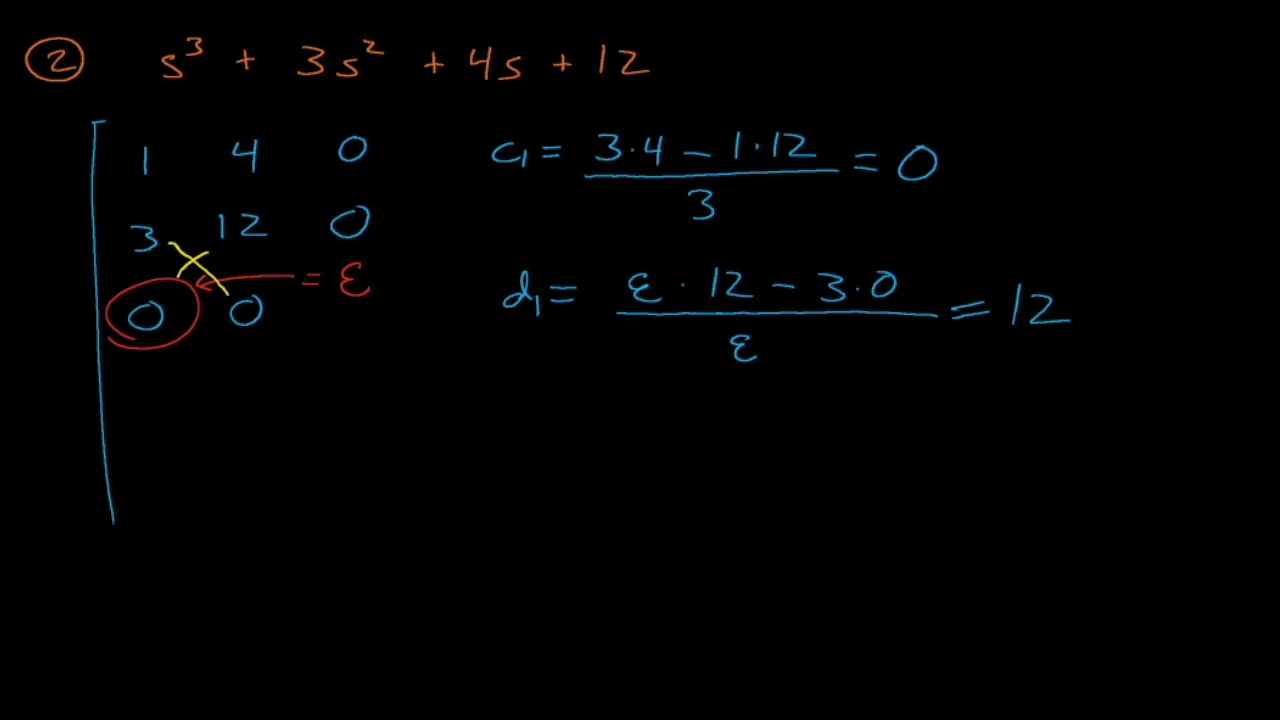 ② s³ + 3s² + 4s + 12
1 4 0
3 12 0
0 0 = ε
c₁ = (3·4 − 1·12) / 3 = 0
d₁ = (ε·12 − 3·0) / ε = 12